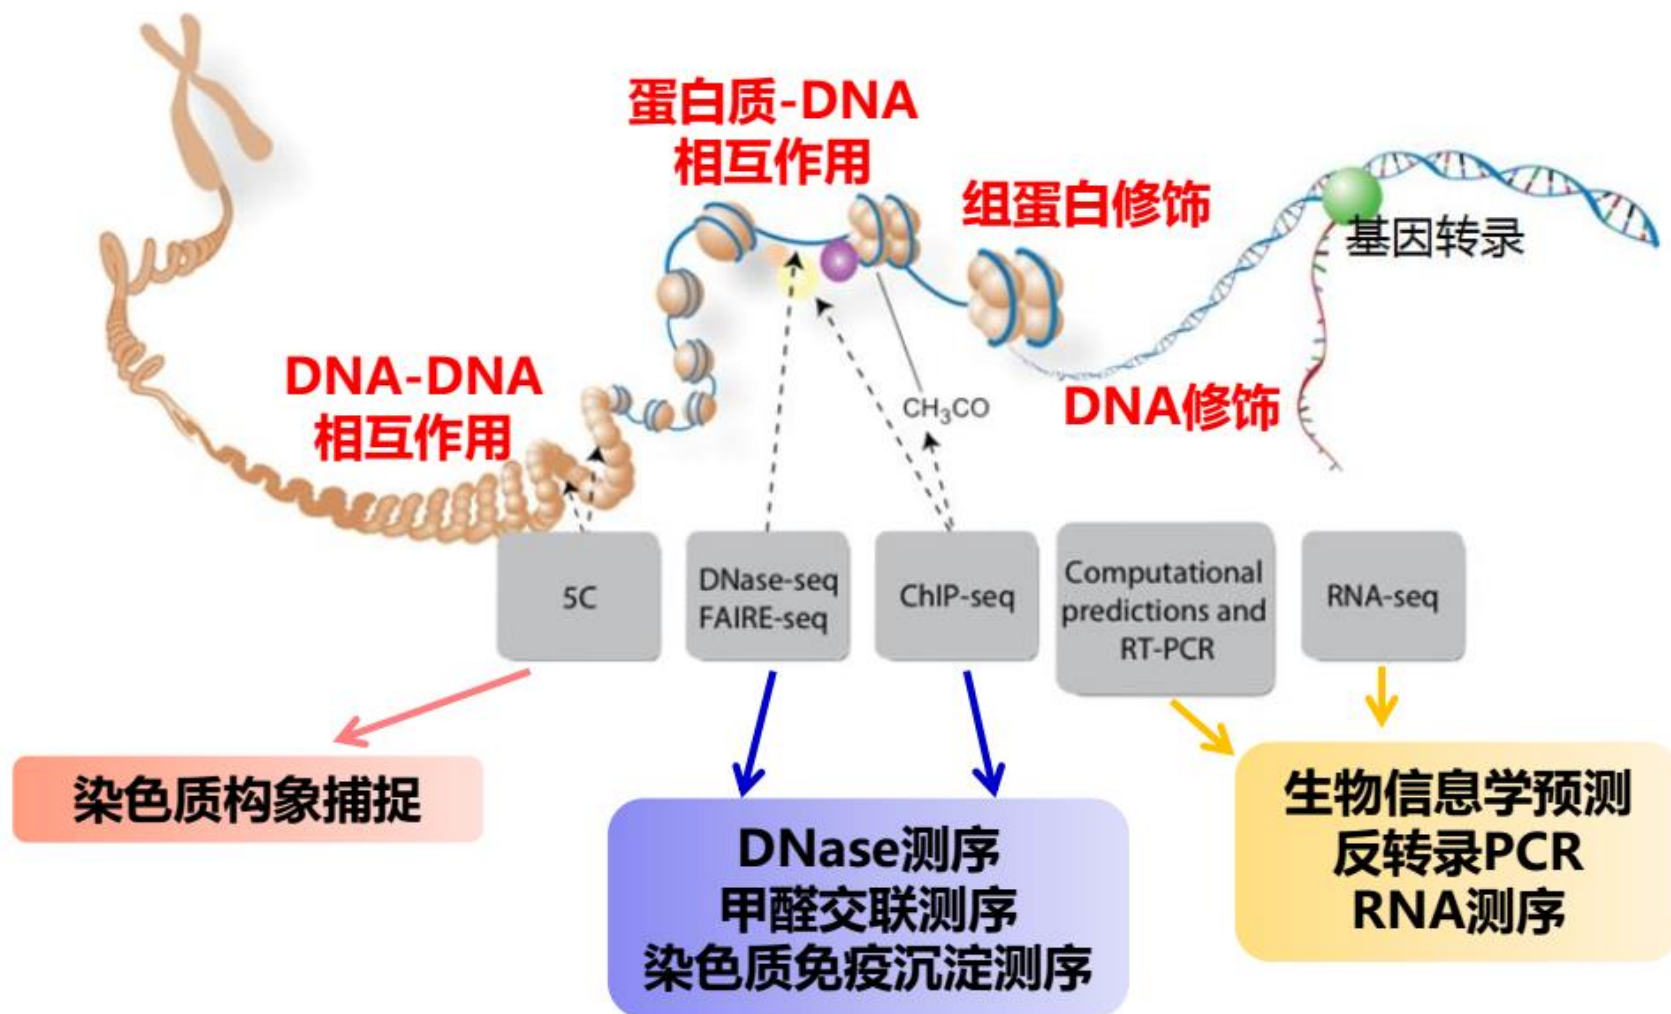 蛋白质-DNA
相互作用
组蛋白修饰
基因转录
DNA-DNA
相互作用
CH₃CO
DNA修饰
5C
DNase-seq
FAIRE-seq
ChIP-seq
Computational
predictions and
RT-PCR
RNA-seq
染色质构象捕捉
DNase测序
甲醛交联测序
染色质免疫沉淀测序
生物信息学预测
反转录PCR
RNA测序